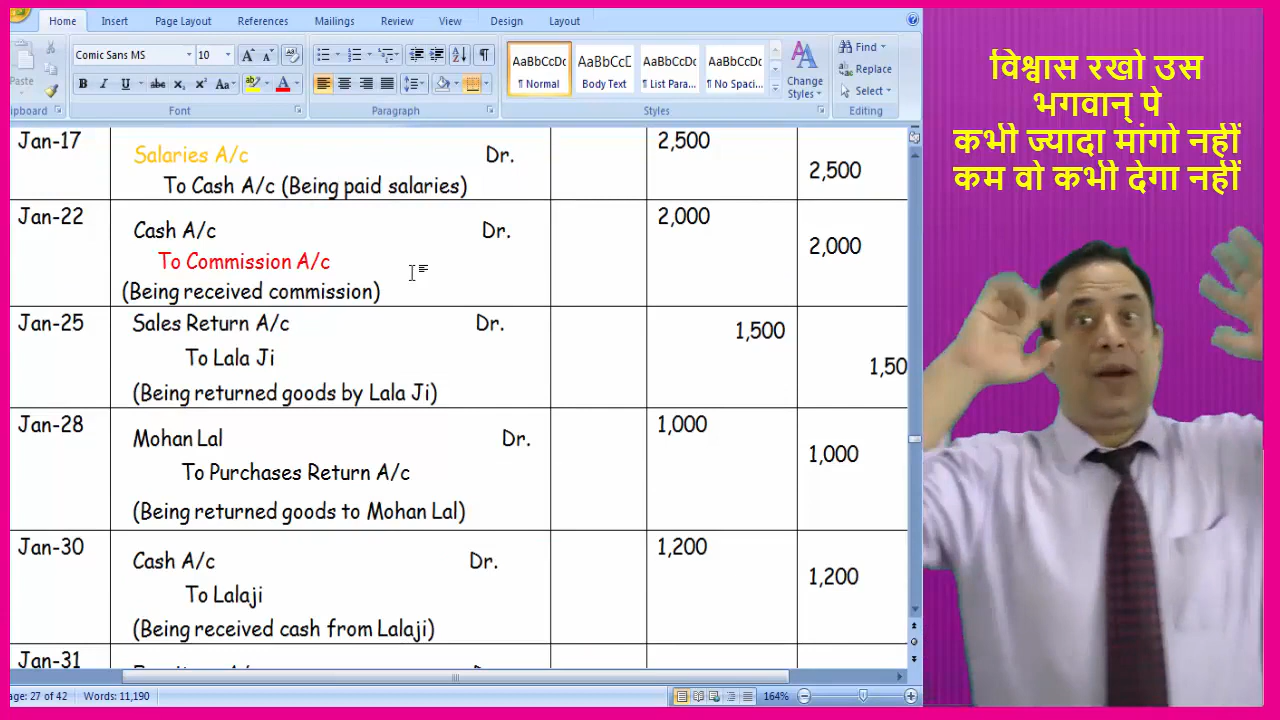 Home Insert Page Layout References Mailings Review View Design Layout
Comic Sans MS 10
AaBbCcDc AaBbCcD AaBbCcDc AaBbCcDc
Normal Body Text List Para... No Spaci...
Change
Styles
Find
Replace
Select
Paste
Font Paragraph Styles Editing
Jan-17
Salaries A/c Dr. 2,500
To Cash A/c (Being paid salaries) 2,500
Jan-22
Cash A/c Dr. 2,000
To Commission A/c 2,000
(Being received commission)
Jan-25
Sales Return A/c Dr. 1,500
To Lala Ji
(Being returned goods by Lala Ji)
Jan-28
Mohan Lal Dr. 1,000
To Purchases Return A/c 1,000
(Being returned goods to Mohan Lal)
Jan-30
Cash A/c Dr. 1,200
To Lalaji 1,200
(Being received cash from Lalaji)
Jan-31
27 of 42 Words: 11,190 164%
विश्वास रखो उस
भगवान् पे
कभी ज्यादा मांगो नहीं
कम वो कभी देगा नहीं